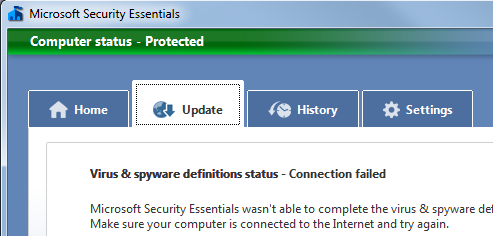 Microsoft Security Essentials
Computer status - Protected
Home
Update
History
Settings
Virus & spyware definitions status - Connection failed
Microsoft Security Essentials wasn't able to complete the virus & spyware
Make sure your computer is connected to the Internet and try again.